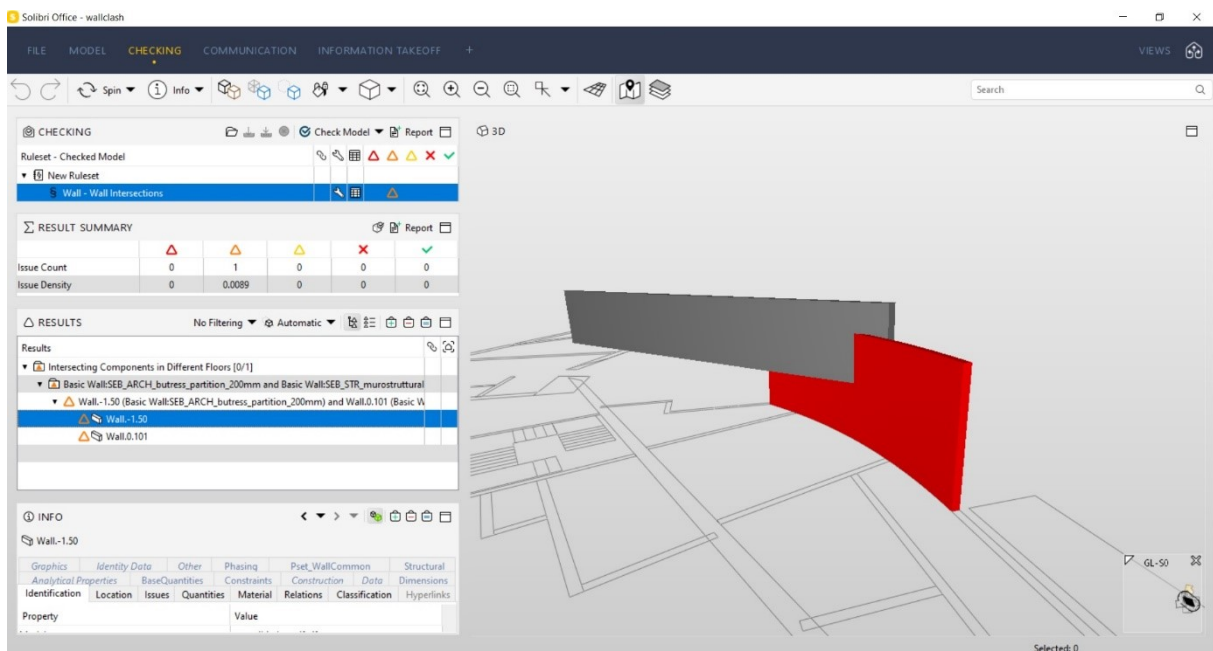 Solibri Office - wallclash
FILE MODEL CHECKING COMMUNICATION INFORMATION TAKEOFF + VIEWS
Spin Info Search
CHECKING Check Model Report
Ruleset - Checked Model
New Ruleset
§ Wall - Wall Intersections
RESULT SUMMARY Report
Issue Count 0 1 0 0 0
Issue Density 0 0.0089 0 0 0
RESULTS No Filtering Automatic
Results
Intersecting Components in Different Floors [0/1]
Basic Wall:SEB_ARCH_butress_partition_200mm and Basic Wall:SEB_STR_murostruttural
Wall.-1.50 (Basic Wall:SEB_ARCH_butress_partition_200mm) and Wall.0.101 (Basic W
Wall.-1.50
Wall.0.101
INFO
Wall.-1.50
Graphics Identity Data Other Phasing Pset_WallCommon Structural
Analytical Properties BaseQuantities Constraints Construction Data Dimensions
Identification Location Issues Quantities Material Relations Classification Hyperlinks
Property Value
3D
GL-S0
Selected: 0